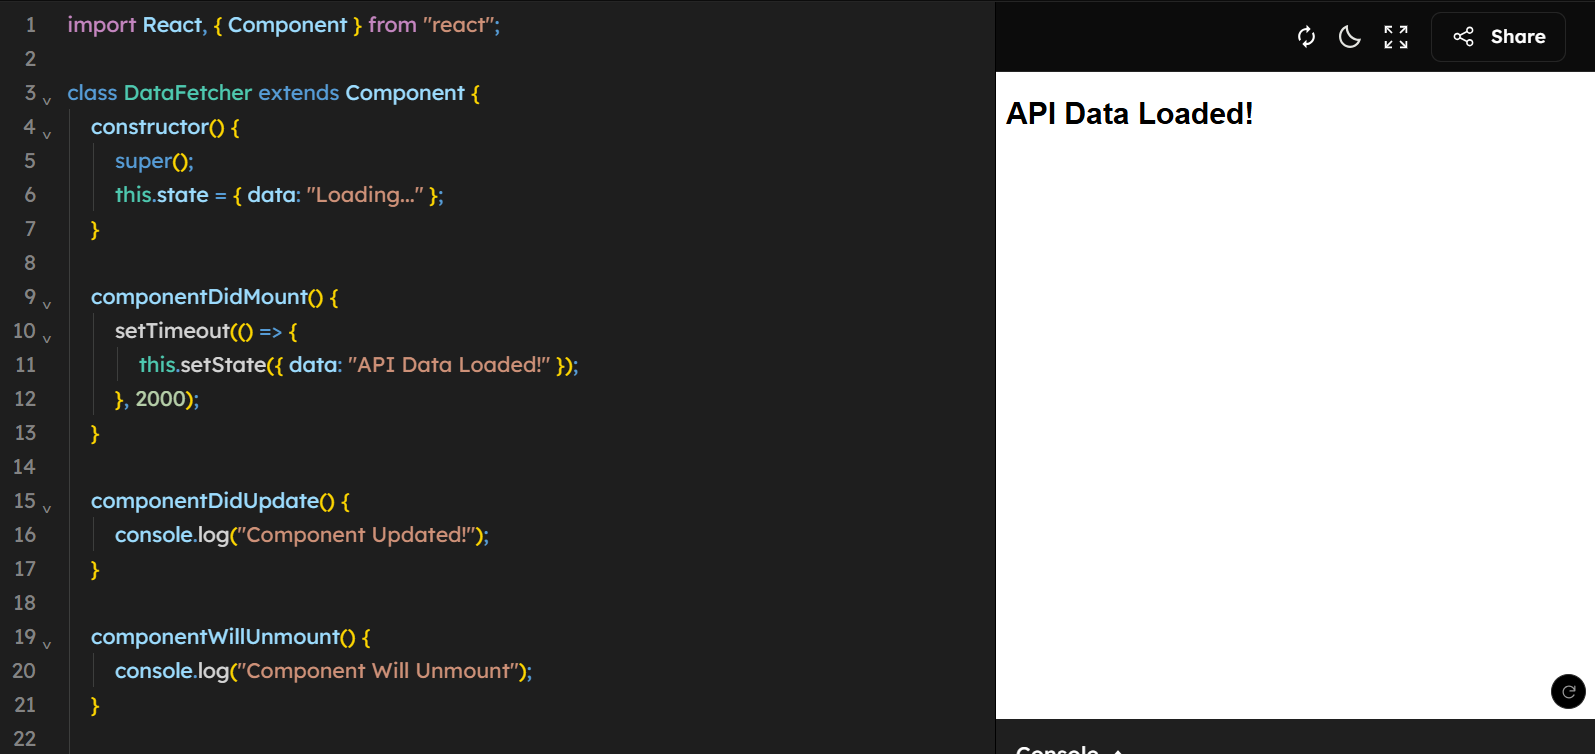 1 import React, { Component } from "react";
2
3 class DataFetcher extends Component {
4 constructor() {
5 super();
6 this.state = { data: "Loading..." };
7 }
8
9 componentDidMount() {
10 setTimeout(() => {
11 this.setState({ data: "API Data Loaded!" });
12 }, 2000);
13 }
14
15 componentDidUpdate() {
16 console.log("Component Updated!");
17 }
18
19 componentWillUnmount() {
20 console.log("Component Will Unmount");
21 }
22
Share
API Data Loaded!
Console